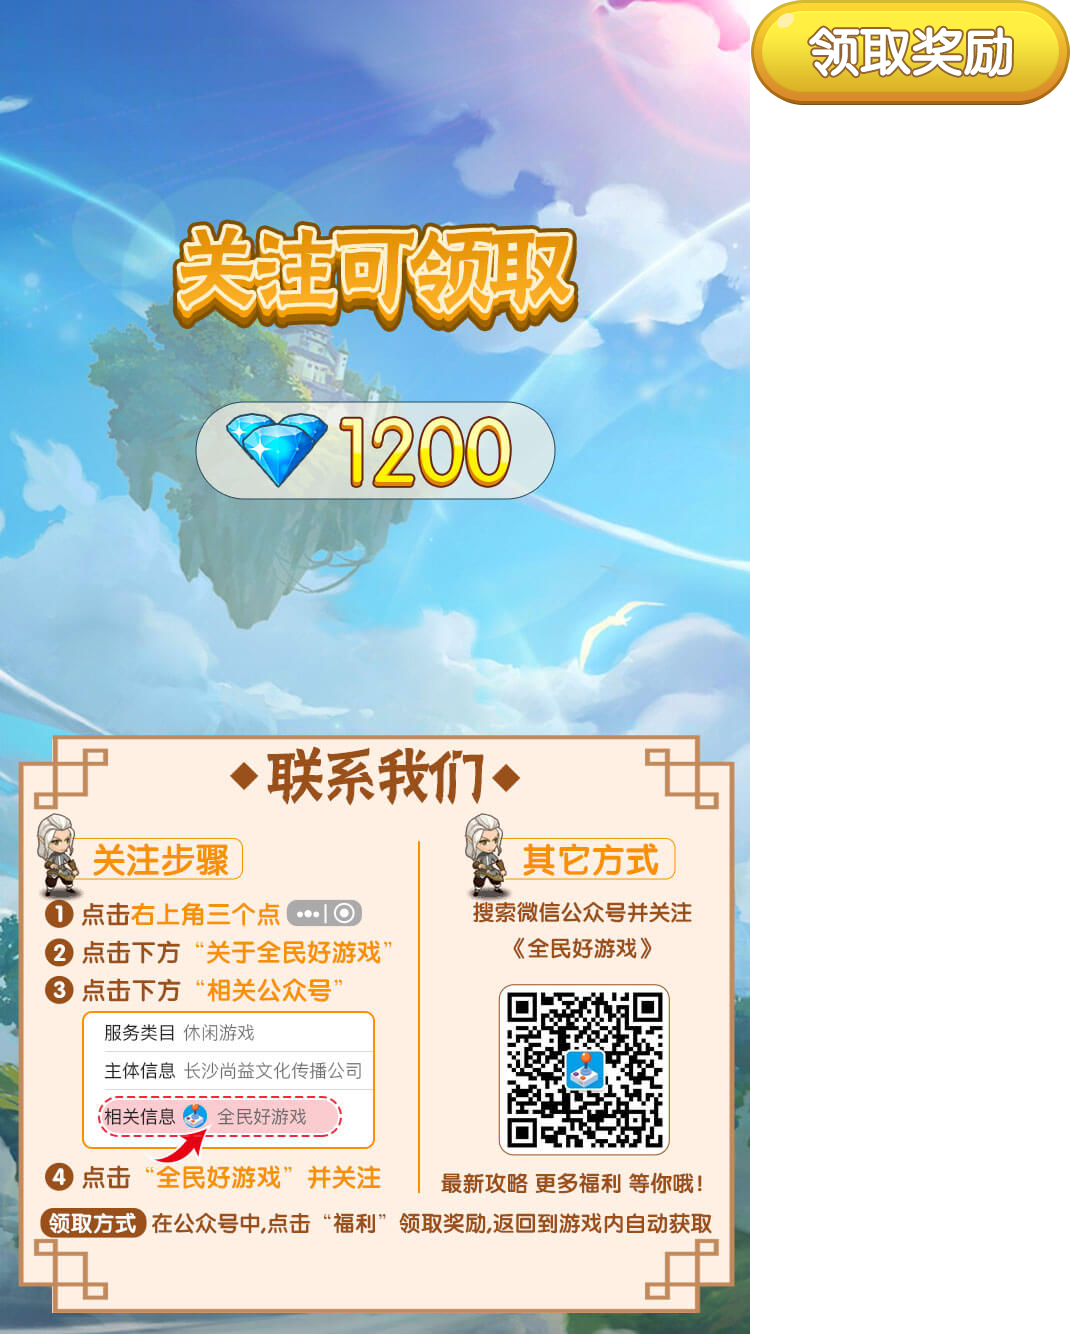 领取奖励
关注可领取
1200
联系我们
关注步骤
1 点击右上角三个点
2 点击下方“关于全民好游戏”
3 点击下方“相关公众号”
服务类目 休闲游戏
主体信息 长沙尚益文化传播公司
相关信息 全民好游戏
4 点击“全民好游戏”并关注
其它方式
搜索微信公众号并关注
《全民好游戏》
最新攻略 更多福利 等你哦!
领取方式 在公众号中,点击“福利”领取奖励,返回到游戏内自动获取